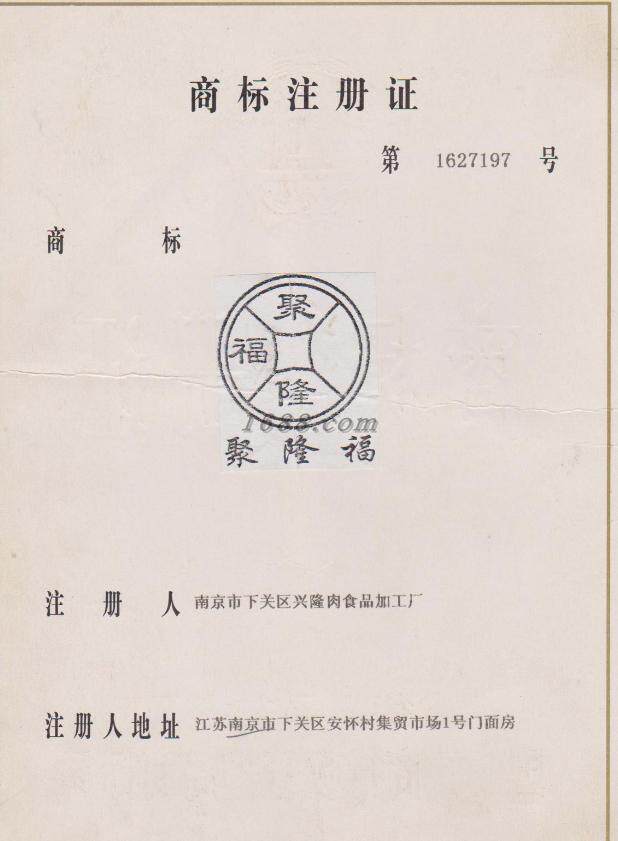 商标注册证
第 1627197 号
商 标
聚
福
隆
1688.com
聚隆福
注 册 人 南京市下关区兴隆肉食品加工厂
注册人地址 江苏南京市下关区安怀村集贸市场1号门面房